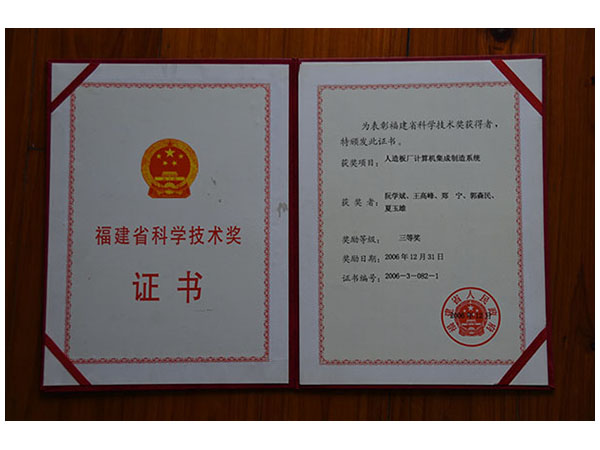 福建省科学技术奖
证书
为表彰福建省科学技术奖获得者，
特颁发此证书。
获奖项目：人造板厂计算机集成制造系统
获 奖 者：阮学斌、王高峰、郑 宁、郭森民、
夏玉雄
奖励等级： 三等奖
奖励日期：2006年12月31日
证书编号：2006-3-082-1
福建省人民政府